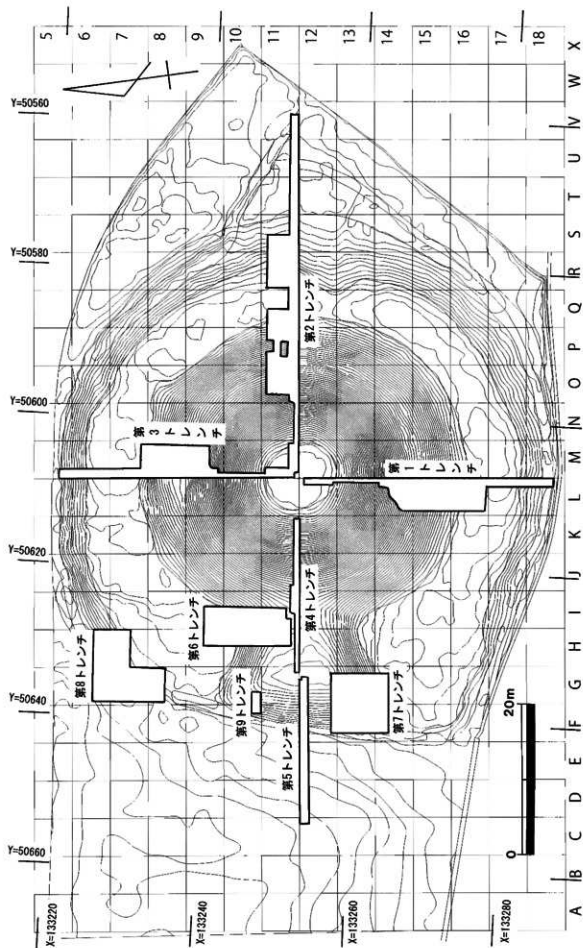 5 6 8 9 10 11 12 13 14 15 16 18
A B C D E F G H I J K L M N O P Q R S T U V W X
Y=50560
Y=50580
Y=50600
Y=50620
Y=50640
Y=50660
X=133220
X=133240
X=133260
X=133280
第1トレンチ
第2トレンチ
第3トレンチ
第4トレンチ
第5トレンチ
第6トレンチ
第7トレンチ
第8トレンチ
第9トレンチ
0 20m